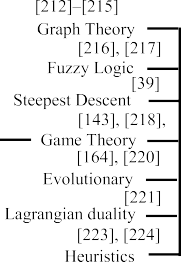 [212]–[215]
Graph Theory
[216], [217]
Fuzzy Logic
[39]
Steepest Descent
[143], [218],
Game Theory
[164], [220]
Evolutionary
[221]
Lagrangian duality
[223], [224]
Heuristics